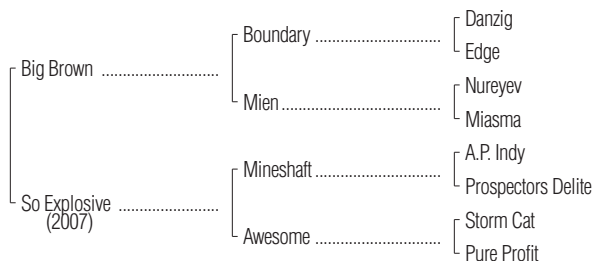 Danzig
Boundary ................................................
Edge
Big Brown ..............................................
Nureyev
Mien ................................................
Miasma
A.P. Indy
Mineshaft ................................................
Prospectors Delite
So Explosive ........................................
(2007)
Storm Cat
Awesome ................................................
Pure Profit